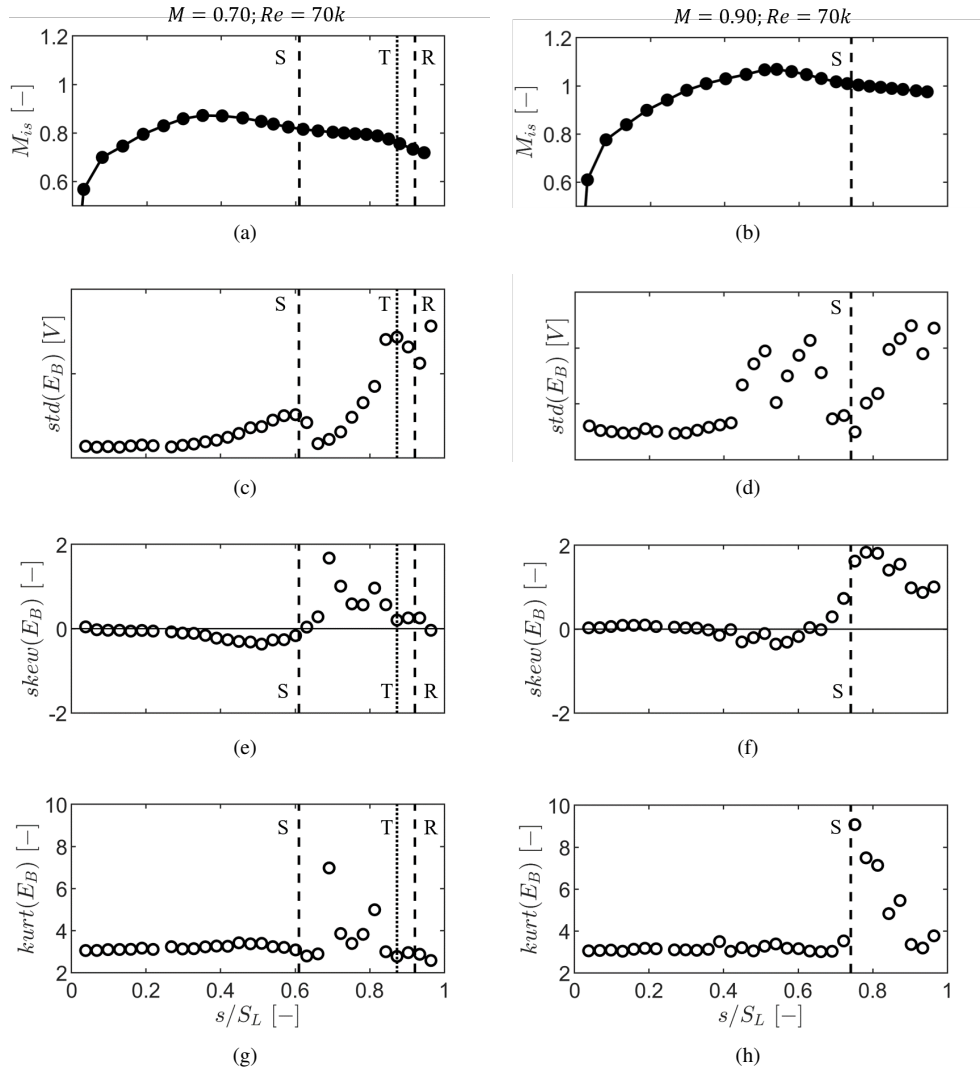 M = 0.70; Re = 70k
M = 0.90; Re = 70k
1.2
1
0.8
0.6
M_is [−]
S
T
R
(a)
1.2
1
0.8
0.6
M_is [−]
S
(b)
std(E_B) [V]
S
T
R
(c)
std(E_B) [V]
S
(d)
2
0
-2
skew(E_B) [−]
S
T
R
(e)
2
0
-2
skew(E_B) [−]
S
(f)
10
8
6
4
2
kurt(E_B) [−]
S
T
R
0 0.2 0.4 0.6 0.8 1
s/S_L [−]
(g)
10
8
6
4
2
kurt(E_B) [−]
S
0 0.2 0.4 0.6 0.8 1
s/S_L [−]
(h)